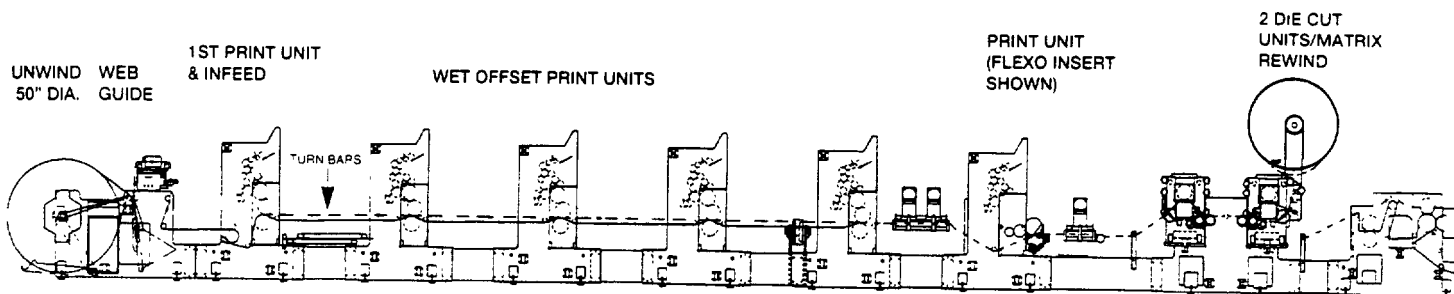 UNWIND
50" DIA.
WEB
GUIDE
1ST PRINT UNIT
& INFEED
TURN BAPS
WET OFFSET PRINT UNITS
PRINT UNIT
(FLEXO INSERT
SHOWN)
2 DiE CUT
UNITS/MATRIX
REWIND